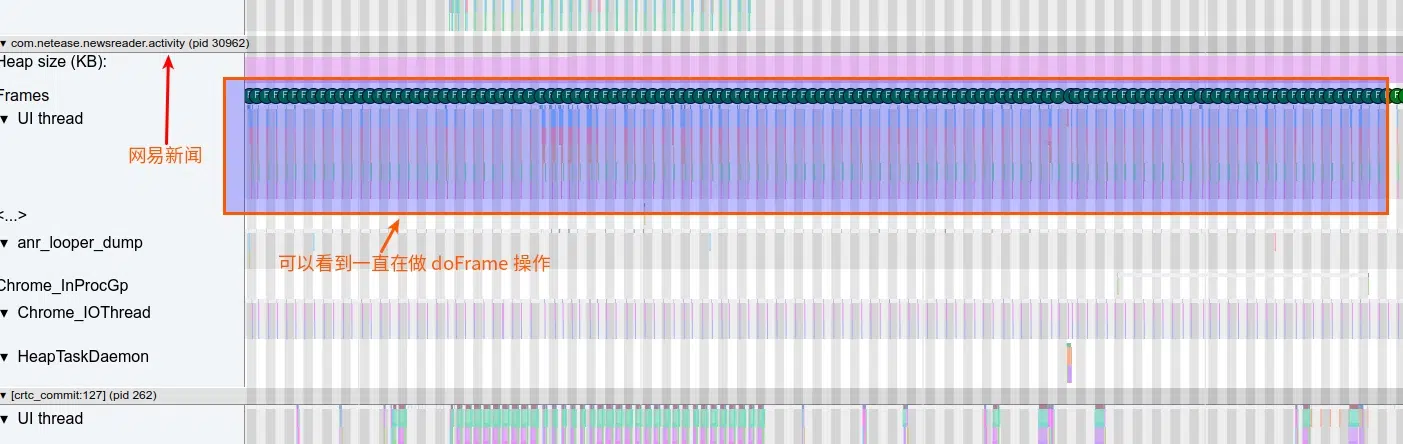 ▼ com.netease.newsreader.activity (pid 30962)
Heap size (KB):
Frames
FFFFFFFFFFFFFFFFFFFFFFFFFFFFFFFFFFFFFFFFFFFFFFFFFFFFFFFFFFFFFFFFFFFFFFFFFFFFFFFFFFFFFFFFFFFFFFFFFFFFFFFFFFFFFFFFFFFFFFFF
▼ UI thread
网易新闻
<...>
▼ anr_looper_dump
可以看到一直在做 doFrame 操作
Chrome_InProcGp
▼ Chrome_IOThread
▼ HeapTaskDaemon
▼ [crtc_commit:127] (pid 262)
▼ UI thread